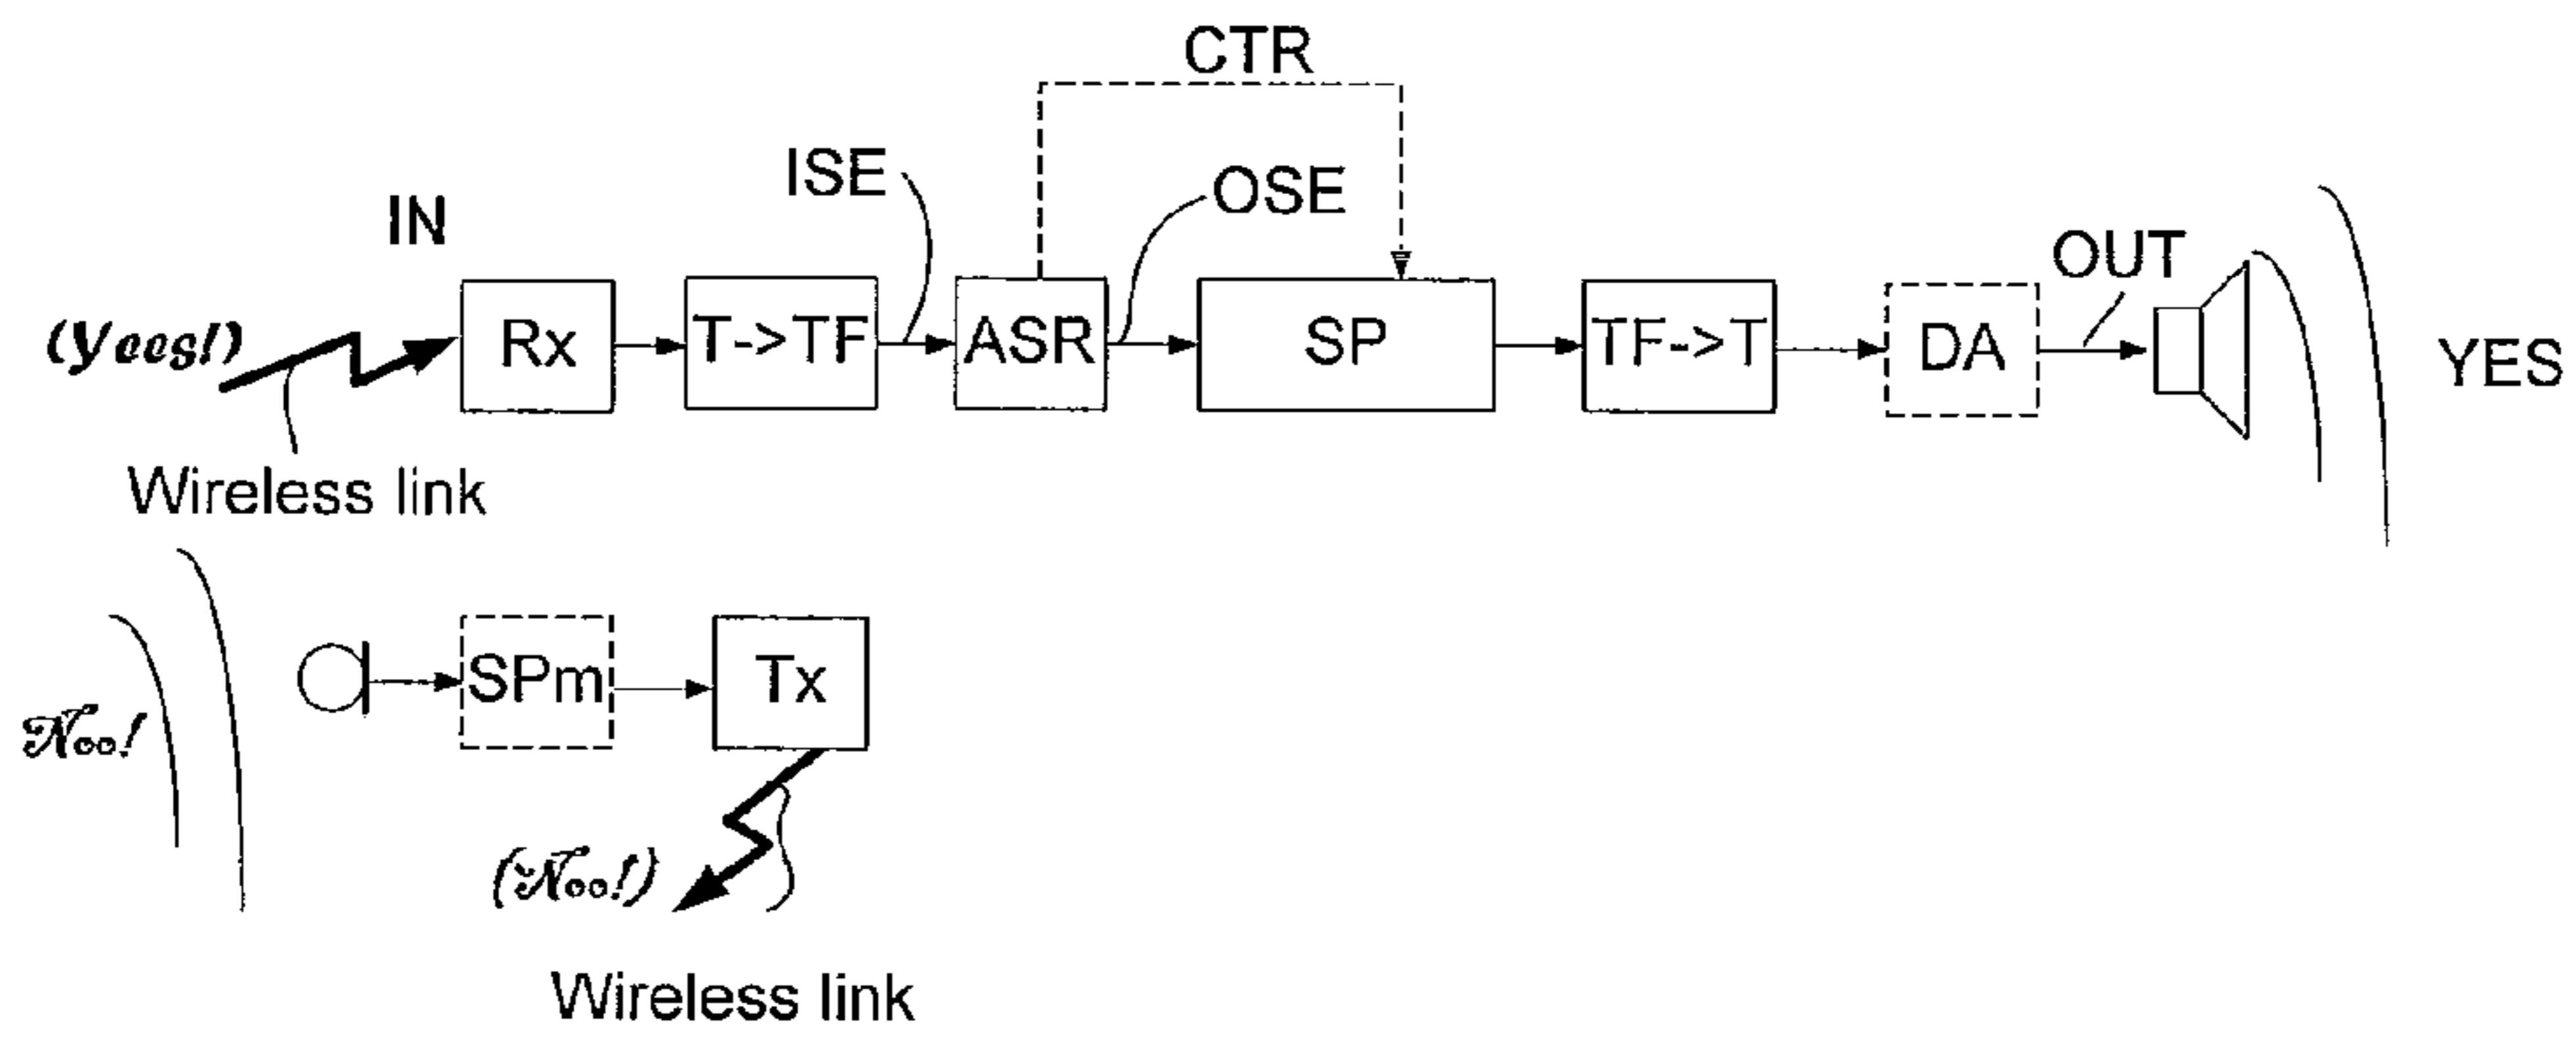 CTR
ISE
OSE
IN
OUT
(Yees!)
Rx
T->TF
ASR
SP
TF->T
DA
YES
Wireless link
Noo!
SPm
Tx
(Noo!)
Wireless link